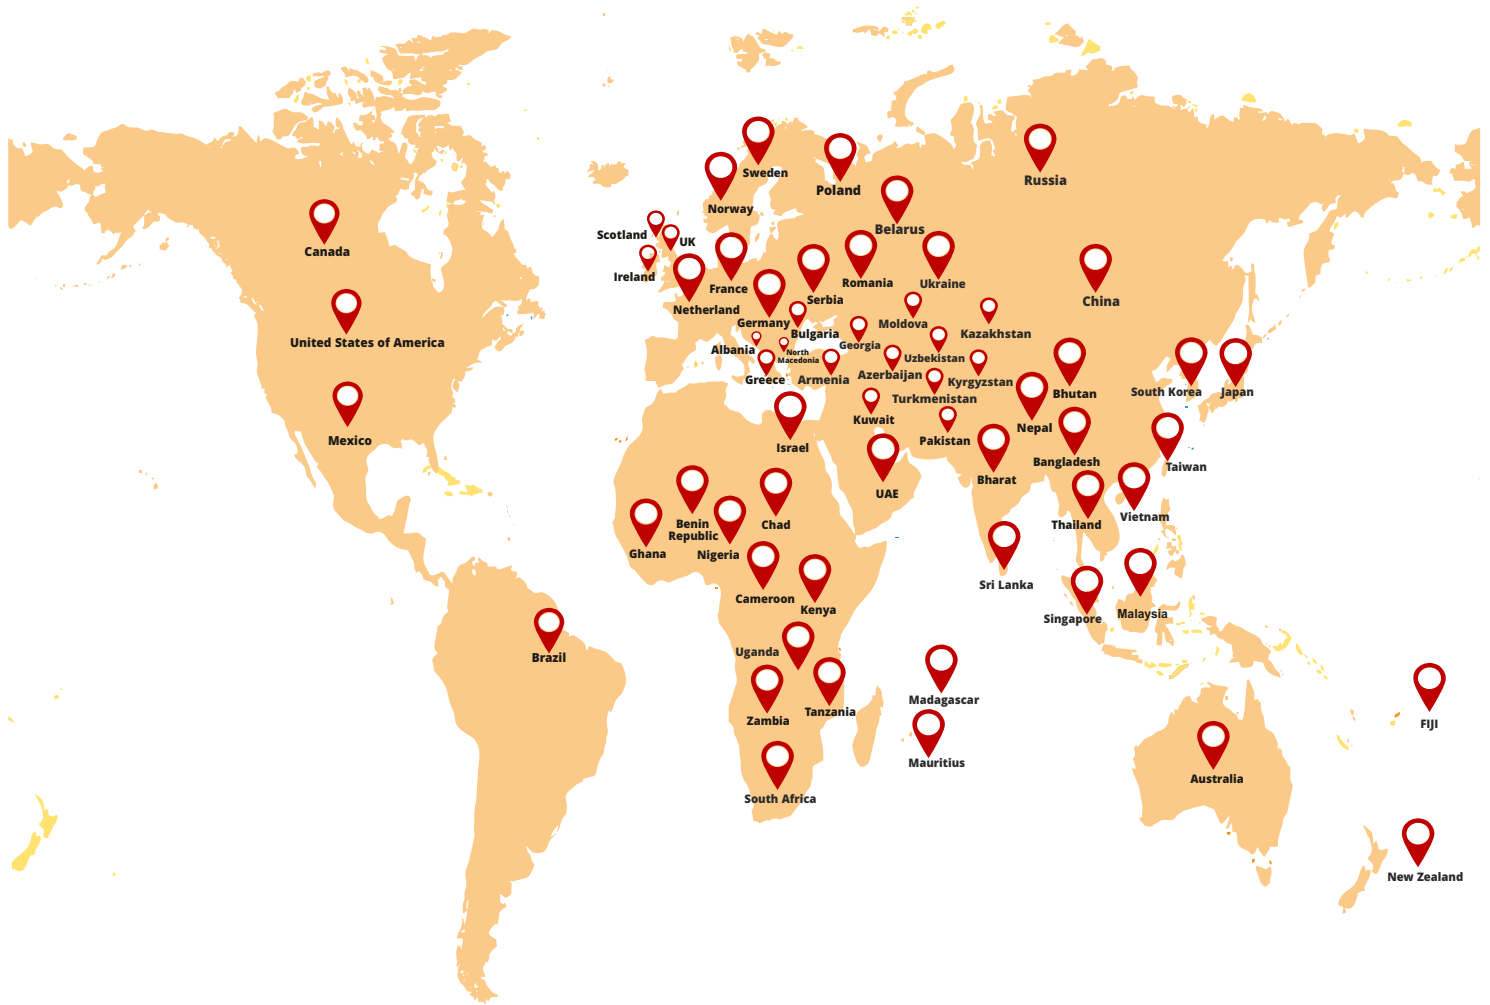 Sweden
Poland
Russia
Norway
Belarus
Scotland
UK
Canada
Ireland
France
Romania
Ukraine
Serbia
China
Netherland
Germany
Moldova
Bulgaria
Kazakhstan
United States of America
Albania
North
Macedonia
Georgia
Uzbekistan
Greece
Armenia
Azerbaijan
Kyrgyzstan
Turkmenistan
Bhutan
South Korea
Japan
Kuwait
Nepal
Mexico
Pakistan
Israel
Bangladesh
Taiwan
Bharat
UAE
Vietnam
Benin
Republic
Chad
Thailand
Ghana
Nigeria
Sri Lanka
Cameroon
Kenya
Singapore
Malaysia
Brazil
Uganda
Madagascar
Zambia
Tanzania
FIJI
Mauritius
Australia
South Africa
New Zealand